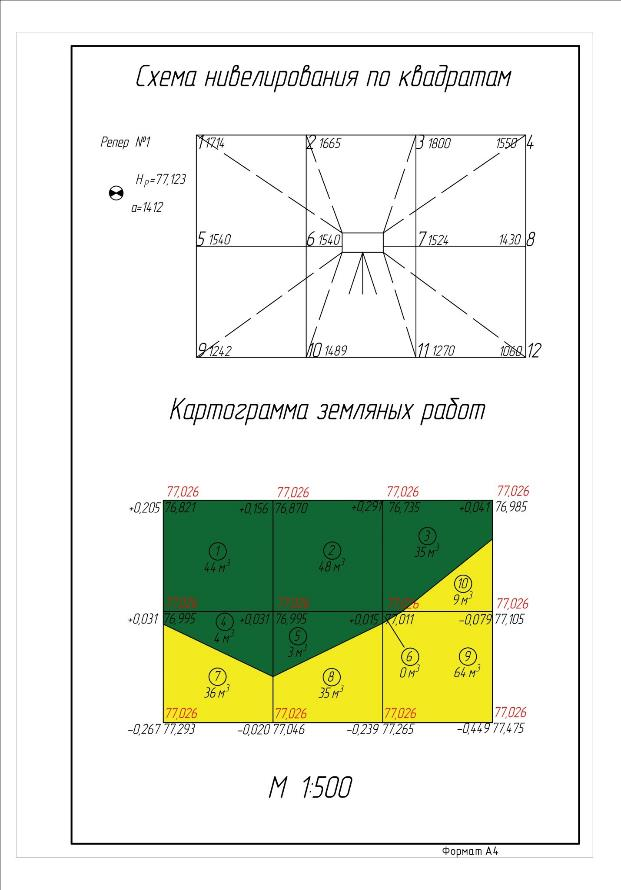 Схема нивелирования по квадратам
Репер №1
Hр=77,123
a=1412
1 1714 2 1665 3 1800 1550 4
5 1540 6 1540 7 1524 1430 8
9 1242 10 1489 11 1270 1060 12
Картограмма земляных работ
77,026 77,026 77,026 77,026
+0,205 76,821 +0,156 76,870 +0,291 76,735 +0,041 76,985
1 2 3
44 м³ 48 м³ 35 м³
10
9 м³
77,026 77,026 77,026 77,026
+0,031 76,995 +0,031 76,995 +0,015 77,011 -0,079 77,105
4 5
4 м³ 3 м³
6 9
0 м³ 64 м³
7 8
36 м³ 35 м³
77,026 77,026 77,026 77,026
-0,267 77,293 -0,020 77,046 -0,239 77,265 -0,449 77,475
М 1:500
Формат А4